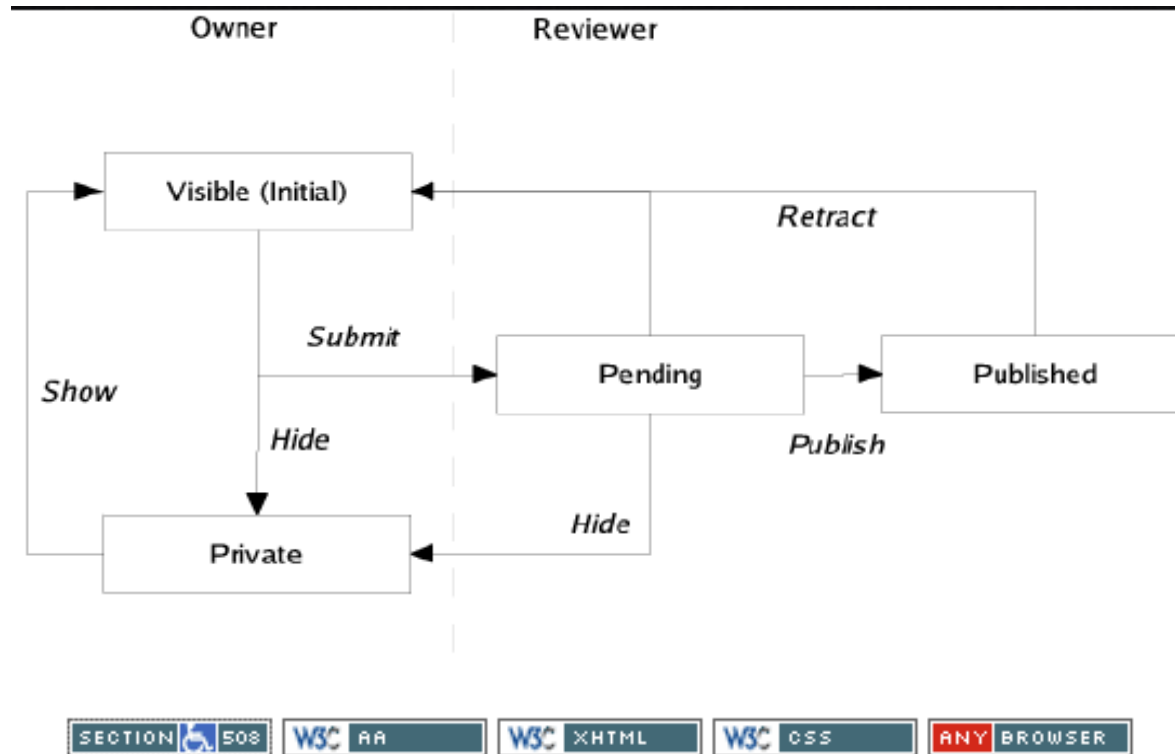 Owner
Reviewer
Visible (Initial)
Retract
Submit
Show
Pending
Published
Hide
Publish
Hide
Private
SECTION 508
W3C AA
W3C XHTML
W3C CSS
ANY BROWSER